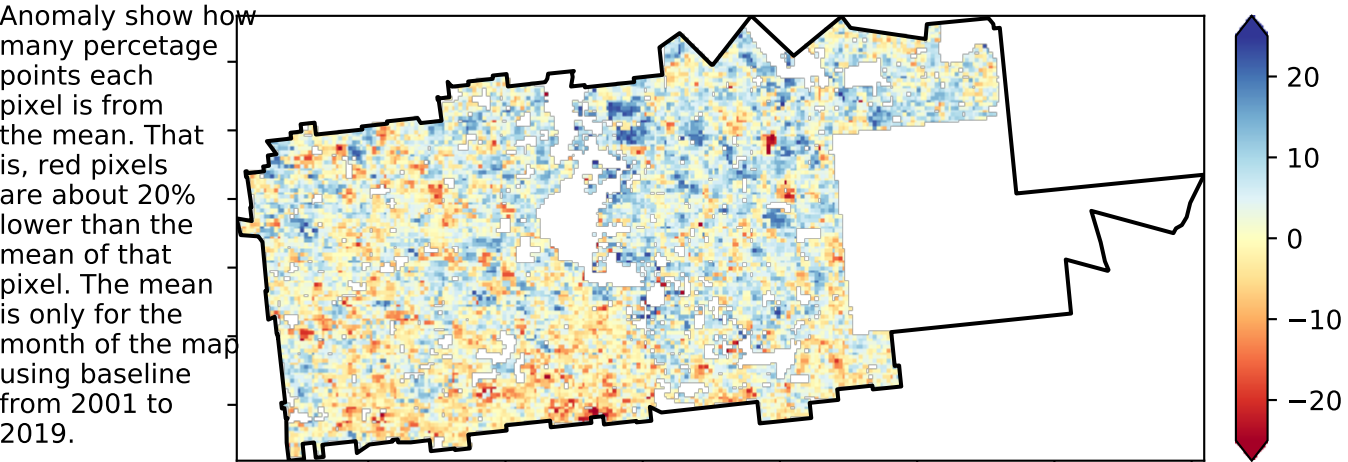 Anomaly show how
many percetage
points each
pixel is from
the mean. That
is, red pixels
are about 20%
lower than the
mean of that
pixel. The mean
is only for the
month of the map
using baseline
from 2001 to
2019.
20
10
0
−10
−20